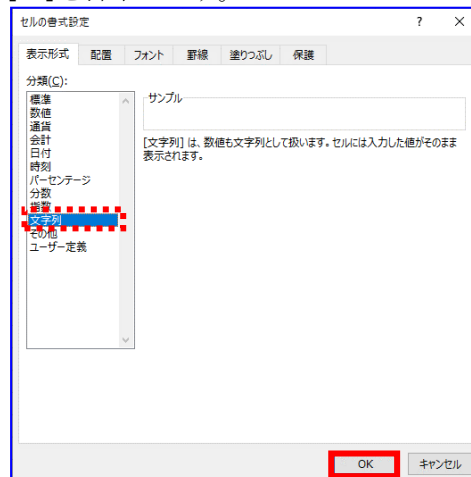 セルの書式設定 ? ×
表示形式 配置 フォント 罫線 塗りつぶし 保護
分類(C):
標準
数値
通貨
会計
日付
時刻
パーセンテージ
分数
指数
文字列
その他
ユーザー定義
サンプル
[文字列] は、数値も文字列として扱います。セルには入力した値がそのまま
表示されます。
OK キャンセル